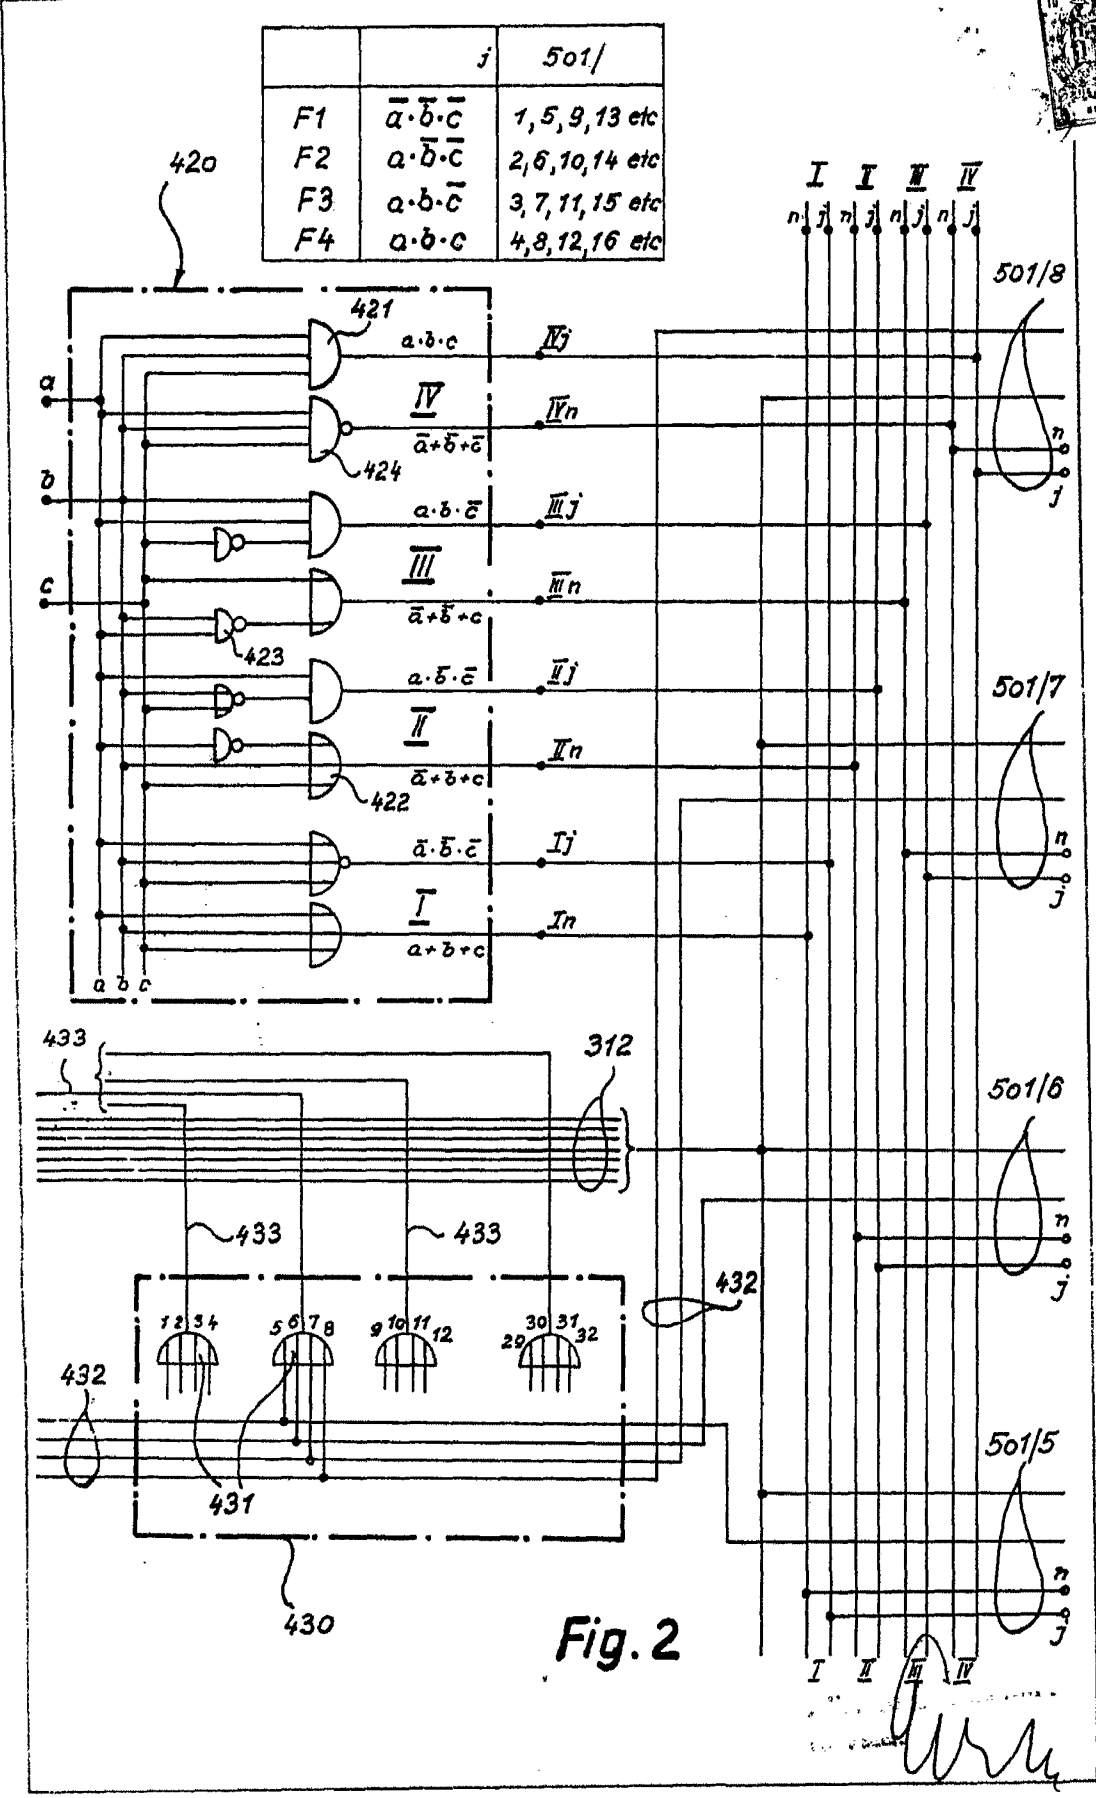 j 501/
F1 a̅·b̅·c̅ 1, 5, 9, 13 etc
F2 a·b̅·c̅ 2, 6, 10, 14 etc
F3 a·b·c̅ 3, 7, 11, 15 etc
F4 a·b·c 4, 8, 12, 16 etc
420
I II III IV
n j n j n j n j
501/8
421
a·b·c IVj
a
IV IVn
a̅+b̅+c̅
424
n
j
b
a·b·c̅ IIIj
III
c
IIIn
a̅+b̅+c
423
a·b̅·c̅ IIj
501/7
II
IIn
a̅+b+c
422
n
j
a̅·b̅·c̅ Ij
I
In
a+b+c
a b c
433
312
501/6
433 433
n
j
432
1 2 3 4 5 6 7 8 9 10 11 12 29 30 31 32
432
431
501/5
430
n
j
Fig. 2
I II III IV